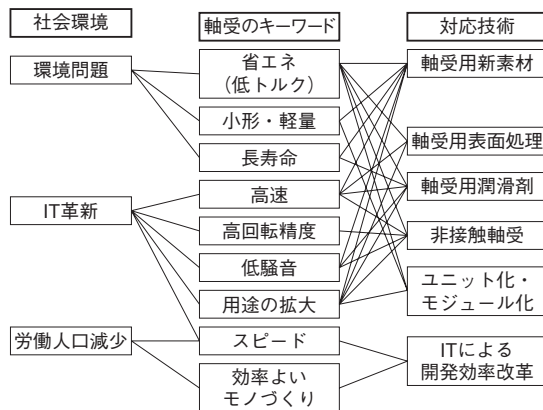 社会環境
軸受のキーワード
対応技術
環境問題
IT革新
労働人口減少
省エネ
(低トルク)
小形・軽量
長寿命
高速
高回転精度
低騒音
用途の拡大
スピード
効率よい
モノづくり
軸受用新素材
軸受用表面処理
軸受用潤滑剤
非接触軸受
ユニット化・
モジュール化
ITによる
開発効率改革